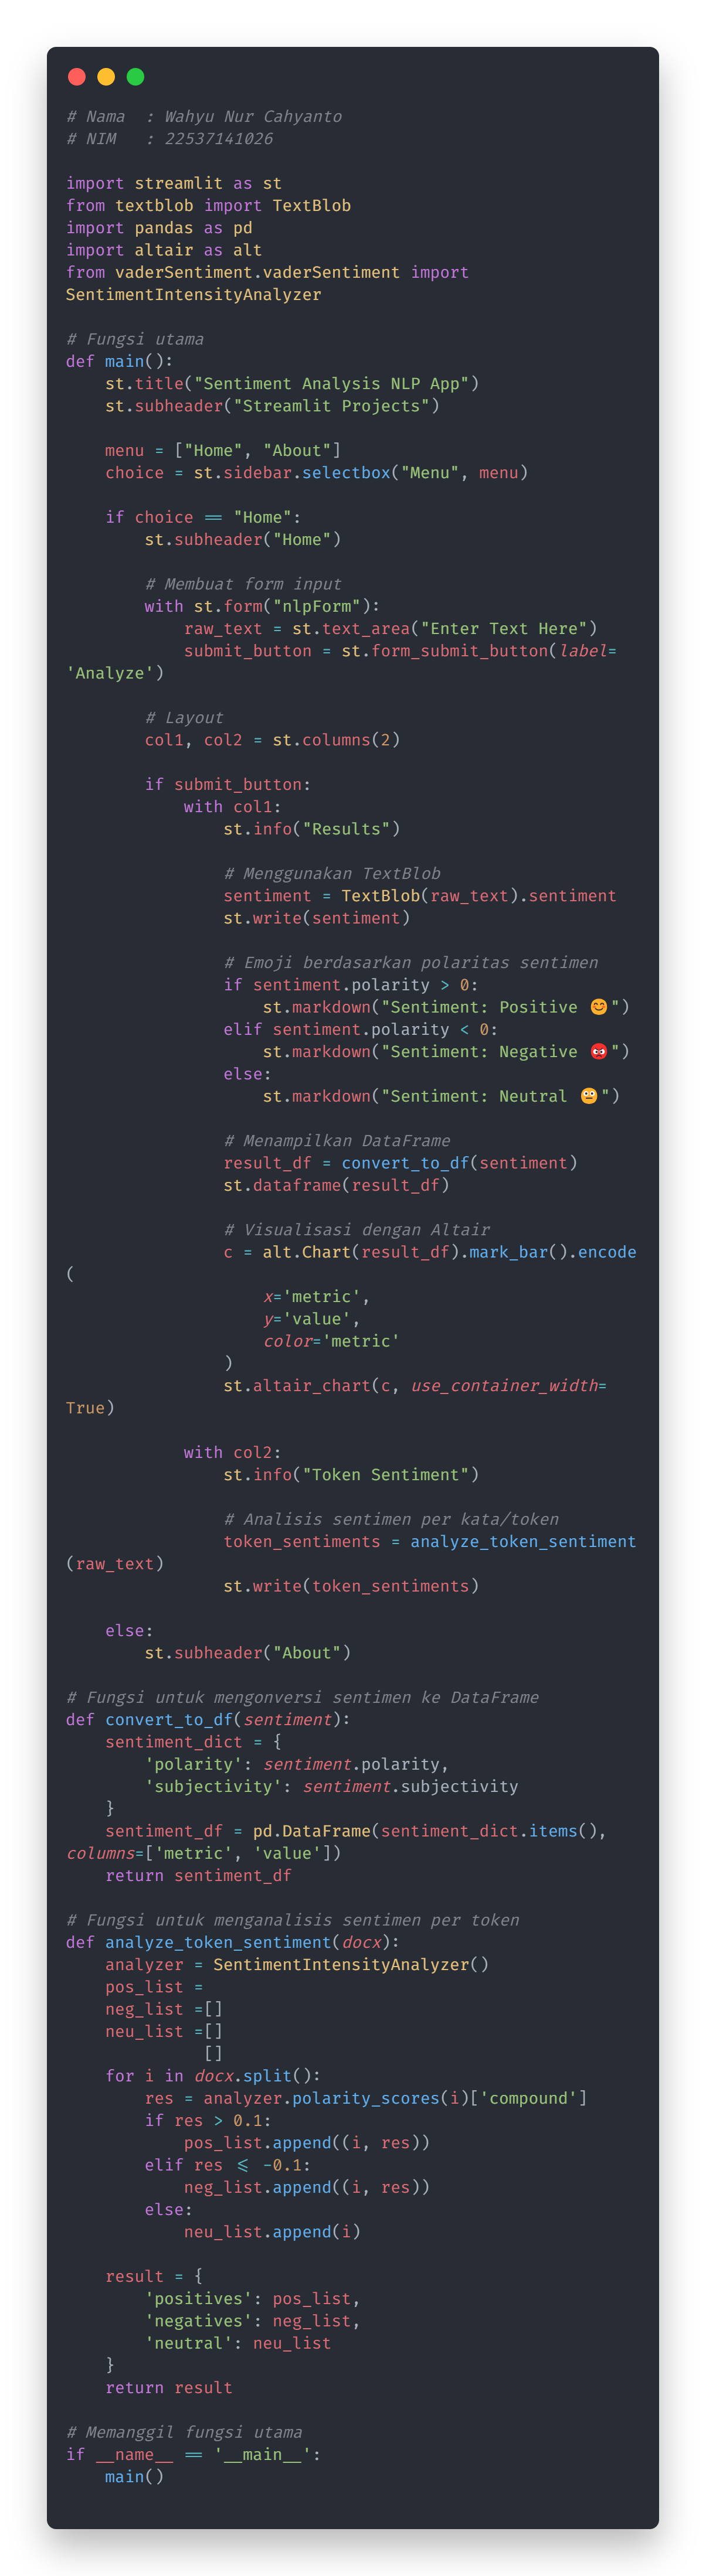 # Nama  : Wahyu Nur Cahyanto
# NIM   : 22537141026

import streamlit as st
from textblob import TextBlob
import pandas as pd
import altair as alt
from vaderSentiment.vaderSentiment import
SentimentIntensityAnalyzer

# Fungsi utama
def main():
    st.title("Sentiment Analysis NLP App")
    st.subheader("Streamlit Projects")

    menu = ["Home", "About"]
    choice = st.sidebar.selectbox("Menu", menu)

    if choice == "Home":
        st.subheader("Home")

        # Membuat form input
        with st.form("nlpForm"):
            raw_text = st.text_area("Enter Text Here")
            submit_button = st.form_submit_button(label=
'Analyze')

        # Layout
        col1, col2 = st.columns(2)

        if submit_button:
            with col1:
                st.info("Results")

                # Menggunakan TextBlob
                sentiment = TextBlob(raw_text).sentiment
                st.write(sentiment)

                # Emoji berdasarkan polaritas sentimen
                if sentiment.polarity > 0:
                    st.markdown("Sentiment: Positive 😊")
                elif sentiment.polarity < 0:
                    st.markdown("Sentiment: Negative 😡")
                else:
                    st.markdown("Sentiment: Neutral 😐")

                # Menampilkan DataFrame
                result_df = convert_to_df(sentiment)
                st.dataframe(result_df)

                # Visualisasi dengan Altair
                c = alt.Chart(result_df).mark_bar().encode
(
                    x='metric',
                    y='value',
                    color='metric'
                )
                st.altair_chart(c, use_container_width=
True)

            with col2:
                st.info("Token Sentiment")

                # Analisis sentimen per kata/token
                token_sentiments = analyze_token_sentiment
(raw_text)
                st.write(token_sentiments)

    else:
        st.subheader("About")

# Fungsi untuk mengonversi sentimen ke DataFrame
def convert_to_df(sentiment):
    sentiment_dict = {
        'polarity': sentiment.polarity,
        'subjectivity': sentiment.subjectivity
    }
    sentiment_df = pd.DataFrame(sentiment_dict.items(),
columns=['metric', 'value'])
    return sentiment_df

# Fungsi untuk menganalisis sentimen per token
def analyze_token_sentiment(docx):
    analyzer = SentimentIntensityAnalyzer()
    pos_list =
    neg_list =[]
    neu_list =[]
              []
    for i in docx.split():
        res = analyzer.polarity_scores(i)['compound']
        if res > 0.1:
            pos_list.append((i, res))
        elif res <= -0.1:
            neg_list.append((i, res))
        else:
            neu_list.append(i)

    result = {
        'positives': pos_list,
        'negatives': neg_list,
        'neutral': neu_list
    }
    return result

# Memanggil fungsi utama
if __name__ == '__main__':
    main()